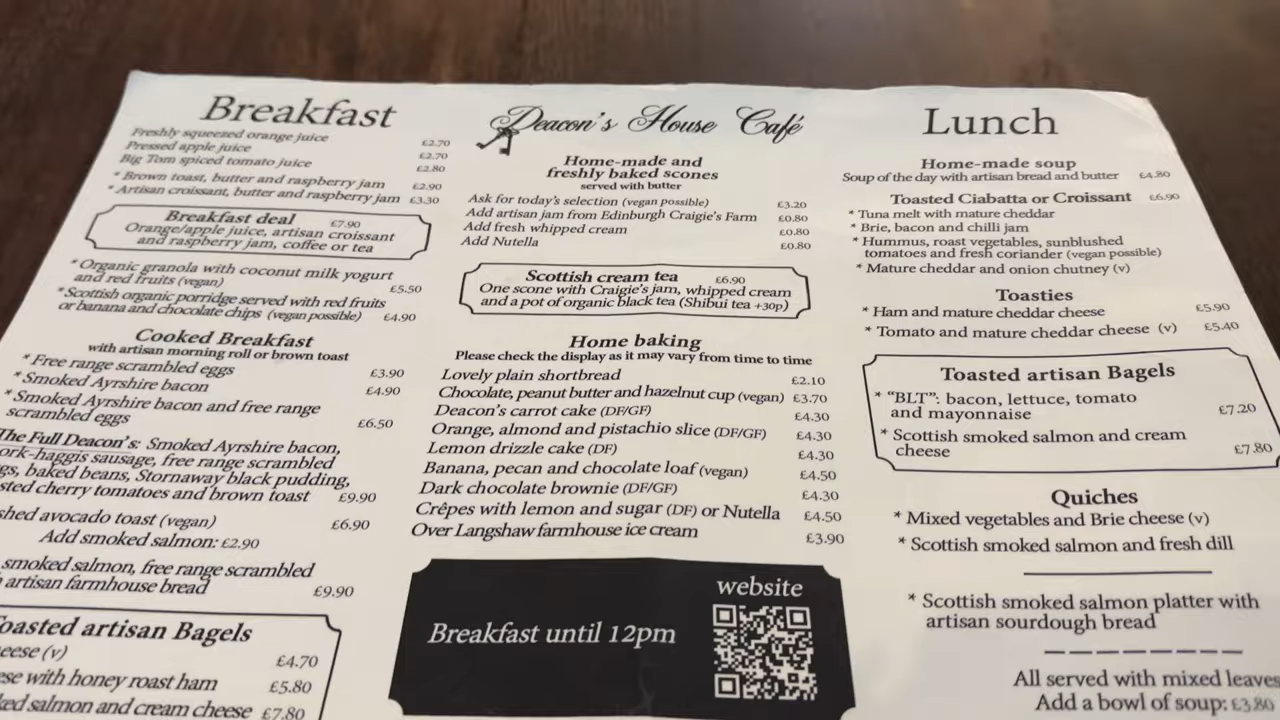 Breakfast
Freshly squeezed orange juice £2.70
Pressed apple juice £2.70
Big Tom spiced tomato juice £2.80
* Brown toast, butter and raspberry jam £2.90
* Artisan croissant, butter and raspberry jam £3.30
Breakfast deal £7.90
Orange/apple juice, artisan croissant
and raspberry jam, coffee or tea
* Organic granola with coconut milk yogurt
and red fruits (vegan) £5.50
* Scottish organic porridge served with red fruits
or banana and chocolate chips (vegan possible) £4.90
Cooked Breakfast
with artisan morning roll or brown toast
* Free range scrambled eggs £3.90
* Smoked Ayrshire bacon £4.90
* Smoked Ayrshire bacon and free range
scrambled eggs £6.50
The Full Deacon's: Smoked Ayrshire bacon,
ork-haggis sausage, free range scrambled
gs, baked beans, Stornaway black pudding,
sted cherry tomatoes and brown toast £9.90
shed avocado toast (vegan) £6.90
Add smoked salmon: £2.90
smoked salmon, free range scrambled
artisan farmhouse bread £9.90
oasted artisan Bagels
eese (v) £4.70
ese with honey roast ham £5.80
ked salmon and cream cheese £7.80
Deacon's House Café
Home-made and
freshly baked scones
served with butter
Ask for today's selection (vegan possible) £3.20
Add artisan jam from Edinburgh Craigie's Farm £0.80
Add fresh whipped cream £0.80
Add Nutella £0.80
Scottish cream tea £6.90
One scone with Craigie's jam, whipped cream
and a pot of organic black tea (Shibui tea +30p)
Home baking
Please check the display as it may vary from time to time
Lovely plain shortbread £2.10
Chocolate, peanut butter and hazelnut cup (vegan) £3.70
Deacon's carrot cake (DF/GF) £4.30
Orange, almond and pistachio slice (DF/GF) £4.30
Lemon drizzle cake (DF) £4.30
Banana, pecan and chocolate loaf (vegan) £4.50
Dark chocolate brownie (DF/GF) £4.30
Crêpes with lemon and sugar (DF) or Nutella £4.50
Over Langshaw farmhouse ice cream £3.90
website
Breakfast until 12pm
Lunch
Home-made soup
Soup of the day with artisan bread and butter £4.80
Toasted Ciabatta or Croissant £6.90
* Tuna melt with mature cheddar
* Brie, bacon and chilli jam
* Hummus, roast vegetables, sunblushed
tomatoes and fresh coriander (vegan possible)
* Mature cheddar and onion chutney (v)
Toasties
* Ham and mature cheddar cheese £5.90
* Tomato and mature cheddar cheese (v) £5.40
Toasted artisan Bagels
* "BLT": bacon, lettuce, tomato
and mayonnaise £7.20
* Scottish smoked salmon and cream
cheese £7.80
Quiches
* Mixed vegetables and Brie cheese (v)
* Scottish smoked salmon and fresh dill
* Scottish smoked salmon platter with
artisan sourdough bread
All served with mixed leaves
Add a bowl of soup: £3.80